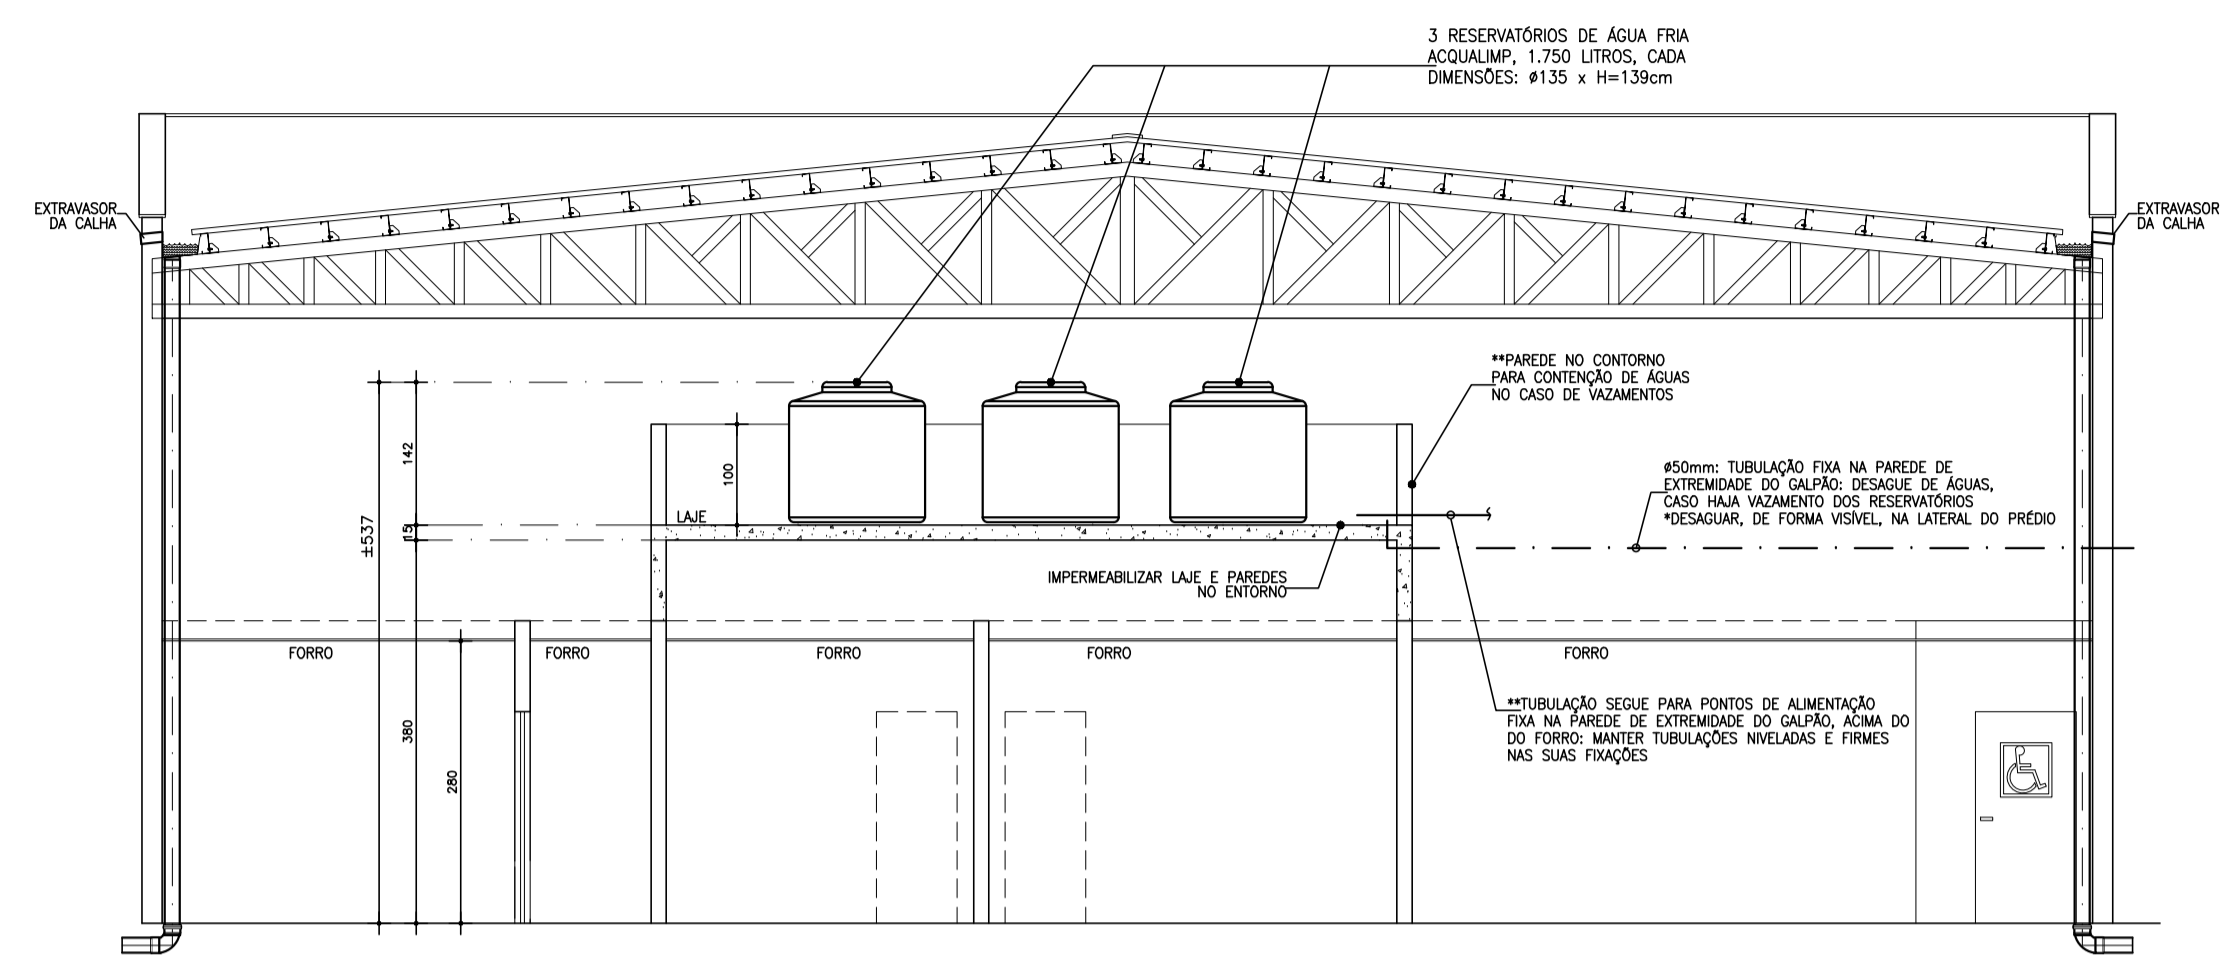 3 RESERVATÓRIOS DE ÁGUA FRIA
ACQUALIMP, 1.750 LITROS, CADA
DIMENSÕES: ø135 x H=139cm
EXTRAVASOR
DA CALHA
EXTRAVASOR
DA CALHA
**PAREDE NO CONTORNO
PARA CONTENÇÃO DE ÁGUAS
NO CASO DE VAZAMENTOS
142
100
ø50mm: TUBULAÇÃO FIXA NA PAREDE DE
EXTREMIDADE DO GALPÃO: DESAGUE DE ÁGUAS,
CASO HAJA VAZAMENTO DOS RESERVATÓRIOS
*DESAGUAR, DE FORMA VISÍVEL, NA LATERAL DO PRÉDIO
LAJE
±537
15
IMPERMEABILIZAR LAJE E PAREDES
NO ENTORNO
FORRO
FORRO
FORRO
FORRO
FORRO
**TUBULAÇÃO SEGUE PARA PONTOS DE ALIMENTAÇÃO
FIXA NA PAREDE DE EXTREMIDADE DO GALPÃO, ACIMA DO
DO FORRO: MANTER TUBULAÇÕES NIVELADAS E FIRMES
NAS SUAS FIXAÇÕES
380
280